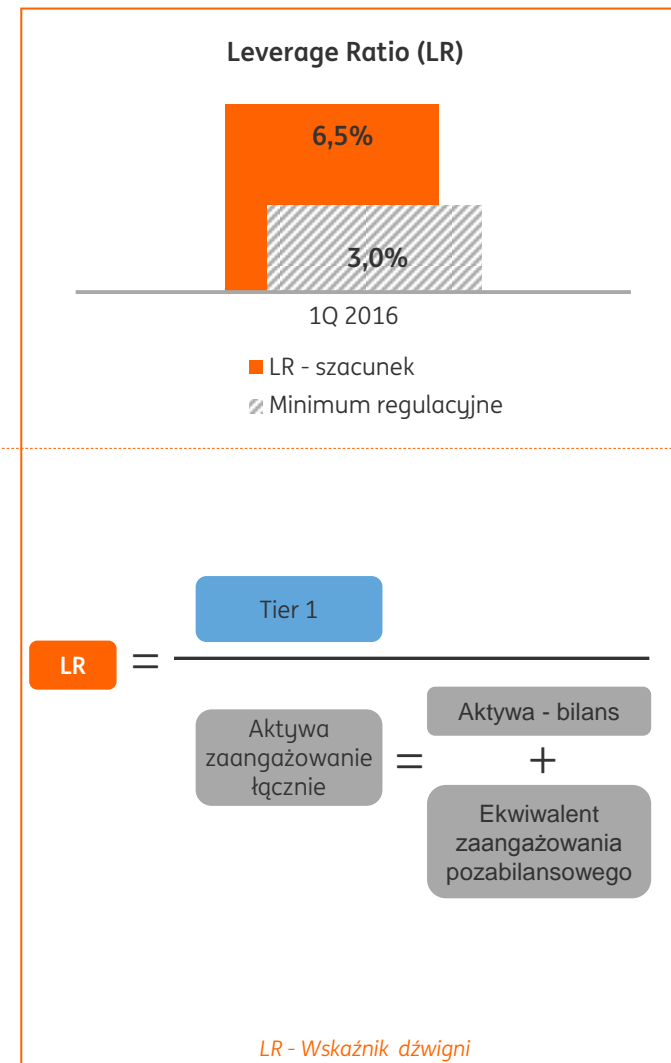 Leverage Ratio (LR)
6,5%
3,0%
1Q 2016
LR - szacunek
Minimum regulacyjne
Tier 1
LR
=
Aktywa
zaangażowanie
łącznie
=
Aktywa - bilans
+
Ekwiwalent
zaangażowania
pozabilansowego
LR - Wskaźnik dźwigni